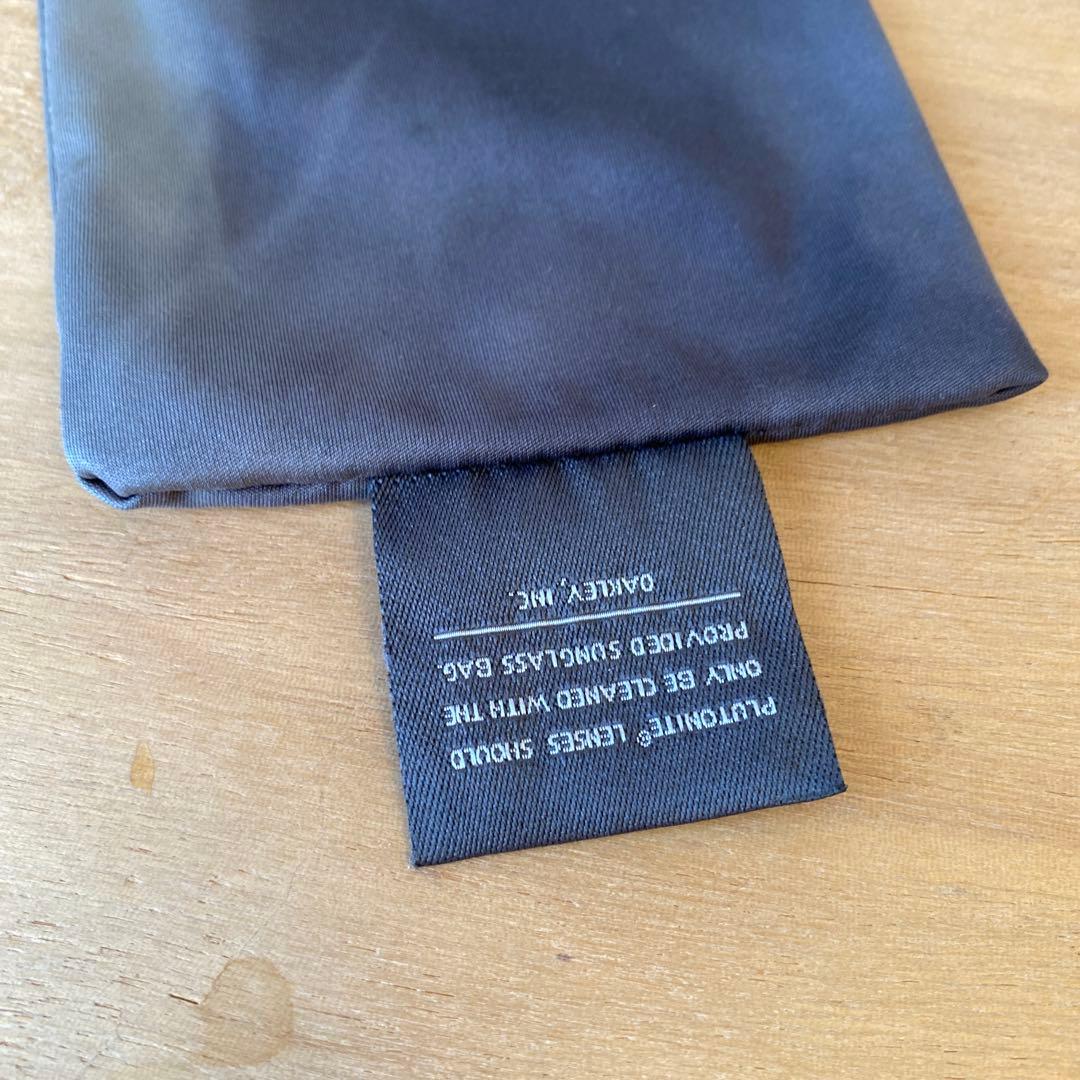 PLUTONITE® LENSES SHOULD
ONLY BE CLEANED WITH THE
PROVIDED SUNGLASS BAG.
OAKLEY, INC.